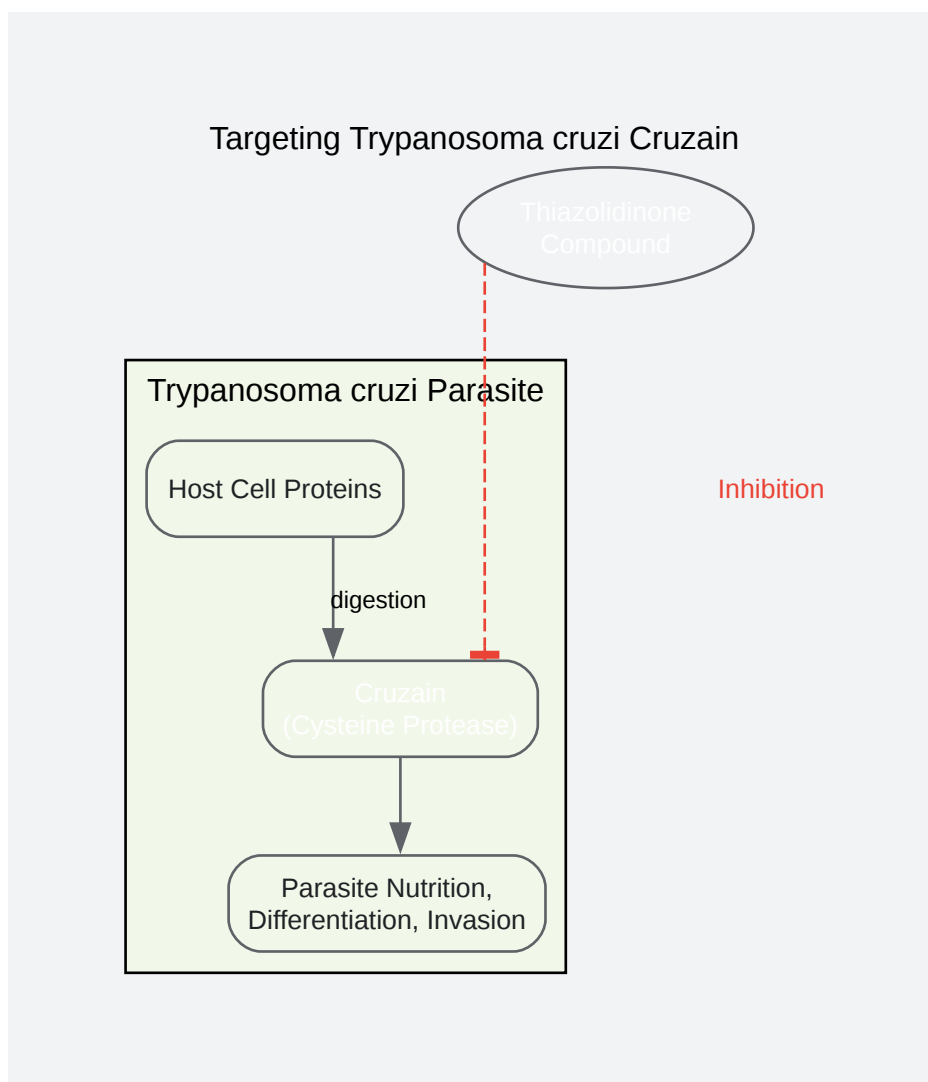 Targeting Trypanosoma cruzi Cruzain
Thiazolidinone
Compound
Trypanosoma cruzi Parasite
Host Cell Proteins
Inhibition
digestion
Cruzain
(Cysteine Protease)
Parasite Nutrition,
Differentiation, Invasion